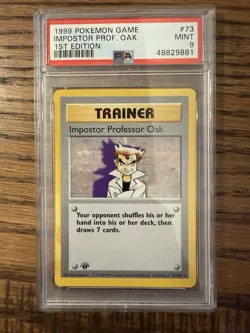 1999 POKEMON GAME #73
IMPOSTOR PROF. OAK MINT
1ST EDITION PSA 9
48829881
TRAINER
Impostor Professor Oak
Your opponent shuffles his or her
hand into his or her deck, then
draws 7 cards.